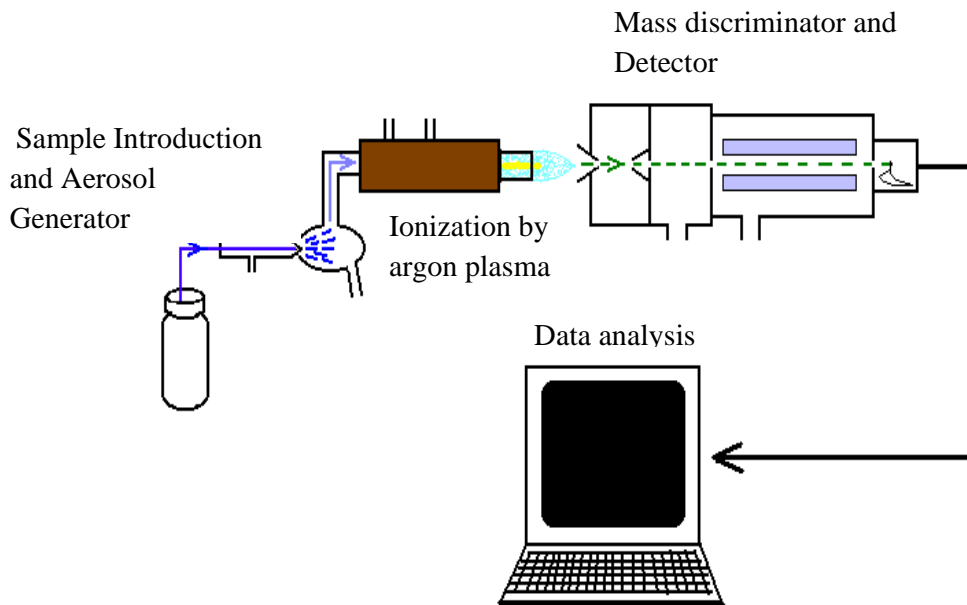 Mass discriminator and
Detector
Sample Introduction
and Aerosol
Generator
Ionization by
argon plasma
Data analysis